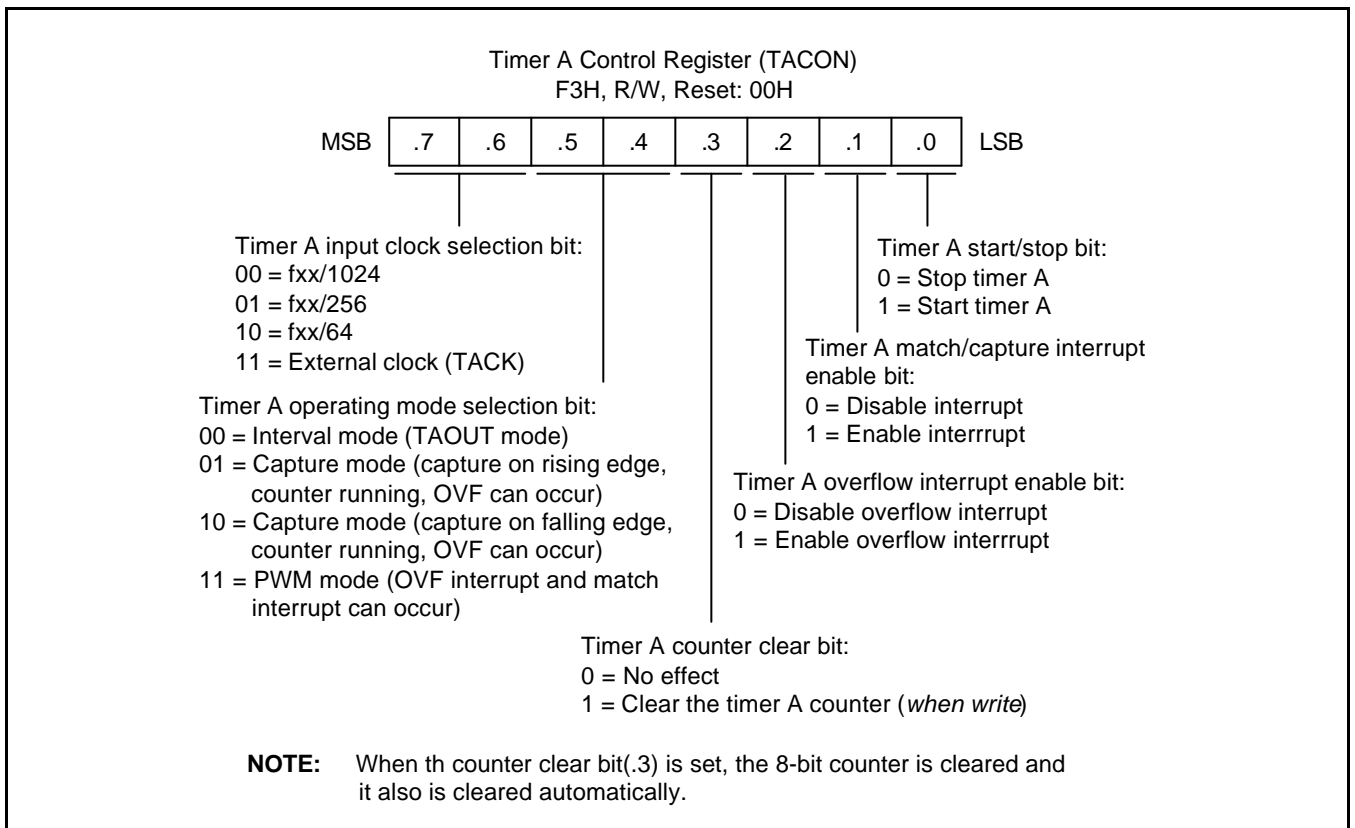 Timer A Control Register (TACON)
F3H, R/W, Reset: 00H
MSB .7 .6 .5 .4 .3 .2 .1 .0 LSB
Timer A input clock selection bit:
00 = fxx/1024
01 = fxx/256
10 = fxx/64
11 = External clock (TACK)
Timer A start/stop bit:
0 = Stop timer A
1 = Start timer A
Timer A match/capture interrupt
enable bit:
0 = Disable interrupt
1 = Enable interrrupt
Timer A operating mode selection bit:
00 = Interval mode (TAOUT mode)
01 = Capture mode (capture on rising edge,
counter running, OVF can occur)
10 = Capture mode (capture on falling edge,
counter running, OVF can occur)
11 = PWM mode (OVF interrupt and match
interrupt can occur)
Timer A overflow interrupt enable bit:
0 = Disable overflow interrupt
1 = Enable overflow interrrupt
Timer A counter clear bit:
0 = No effect
1 = Clear the timer A counter (when write)
NOTE: When th counter clear bit(.3) is set, the 8-bit counter is cleared and
it also is cleared automatically.